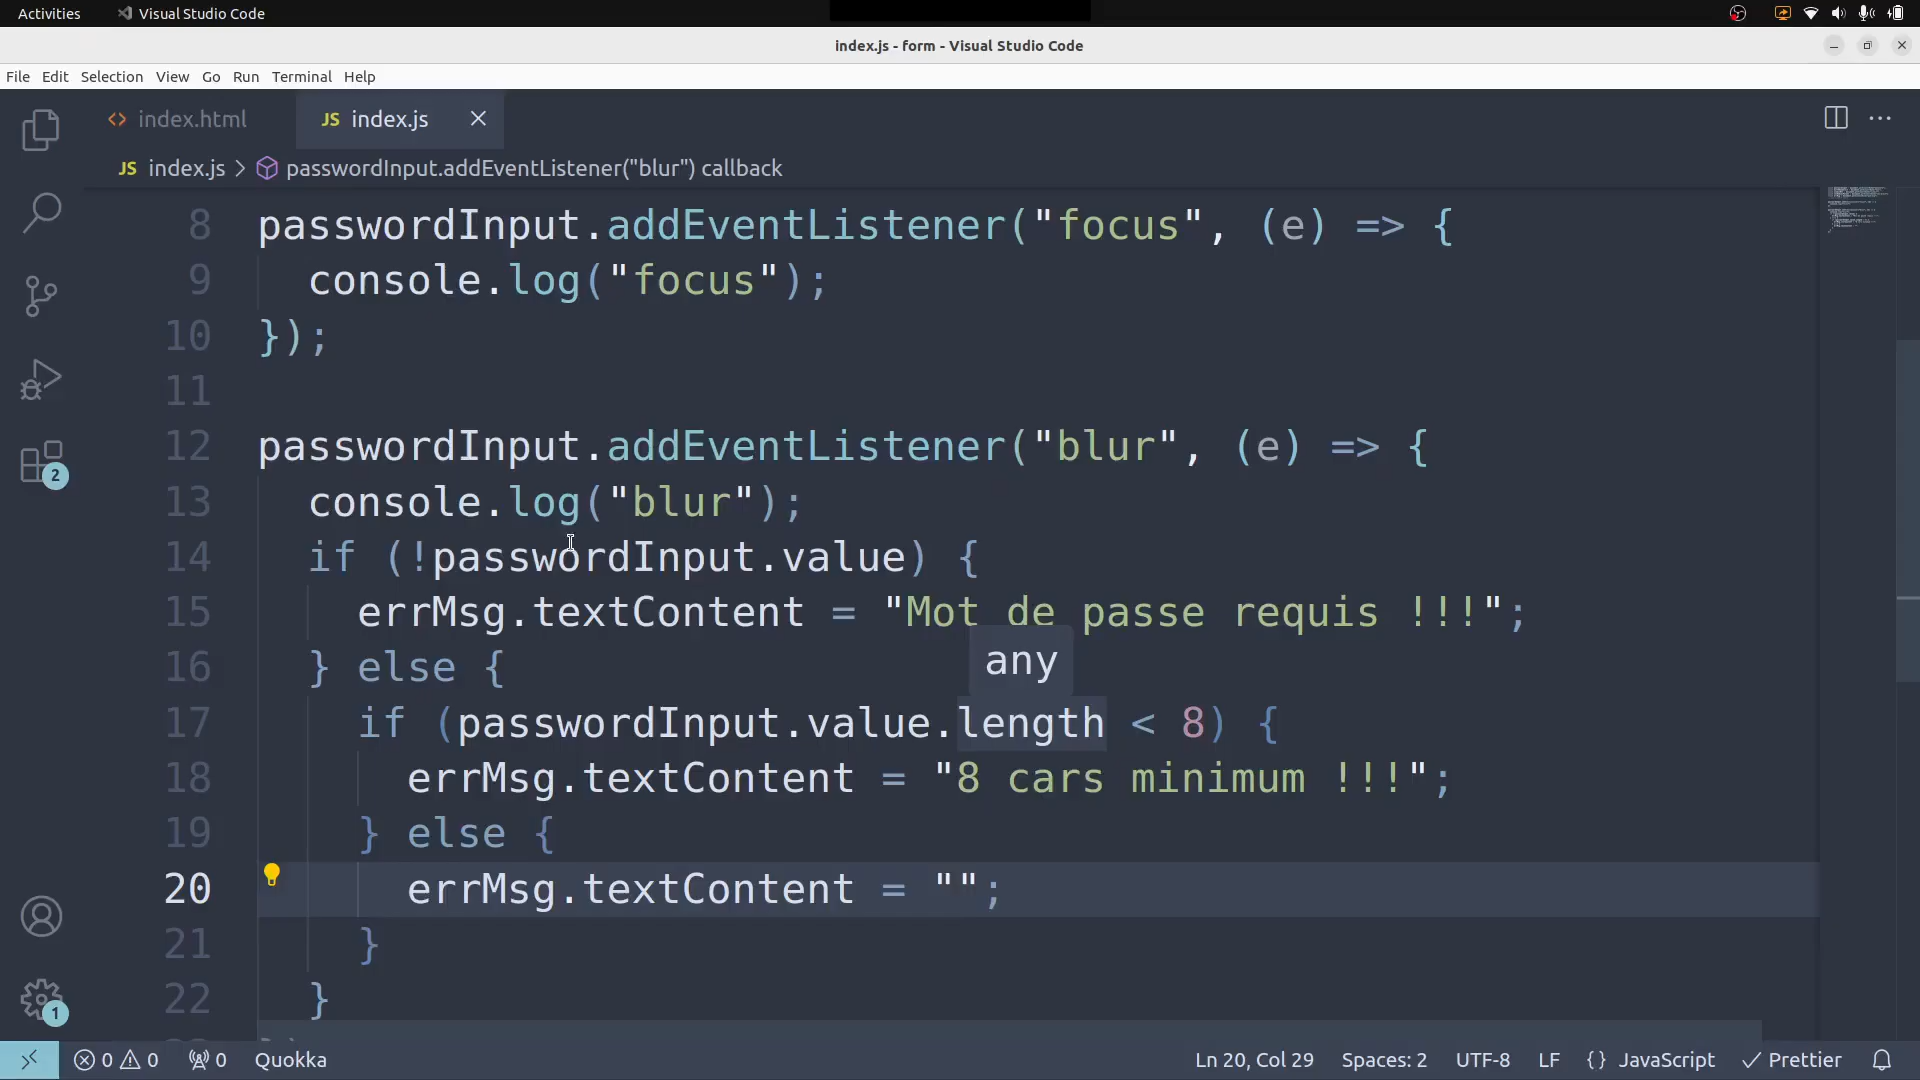 Activities
Visual Studio Code
index.js - form - Visual Studio Code
File Edit Selection View Go Run Terminal Help
<> index.html
JS index.js
JS index.js > passwordInput.addEventListener("blur") callback
8 passwordInput.addEventListener("focus", (e) => {
9 console.log("focus");
10 });
11
12 passwordInput.addEventListener("blur", (e) => {
13 console.log("blur");
14 if (!passwordInput.value) {
15 errMsg.textContent = "Mot de passe requis !!!";
16 } else {
any
17 if (passwordInput.value.length < 8) {
18 errMsg.textContent = "8 cars minimum !!!";
19 } else {
20 errMsg.textContent = "";
21 }
22 }
2
1
0 0 0 Quokka Ln 20, Col 29 Spaces: 2 UTF-8 LF {} JavaScript Prettier